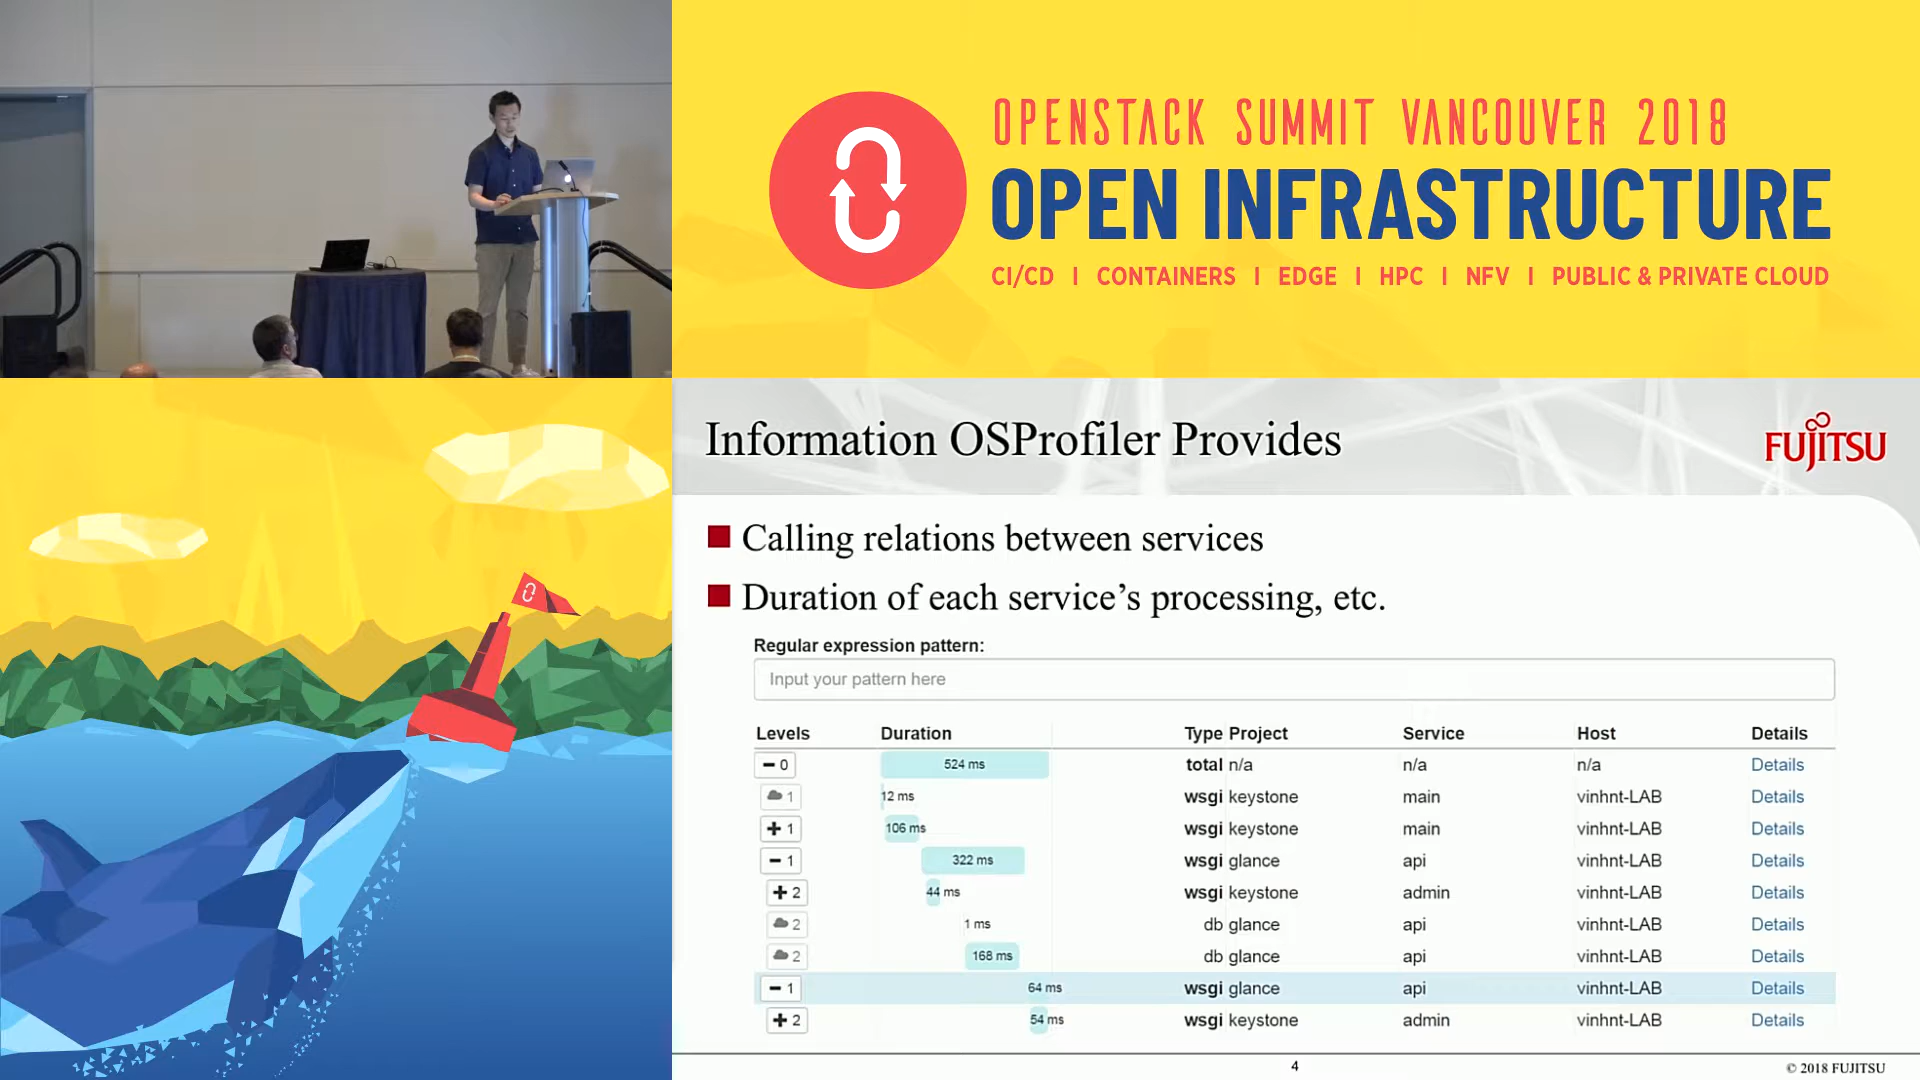 OPENSTACK SUMMIT VANCOUVER 2018
OPEN INFRASTRUCTURE
CI/CD I CONTAINERS I EDGE I HPC I NFV I PUBLIC & PRIVATE CLOUD
Information OSProfiler Provides
FUJITSU
Calling relations between services
Duration of each service's processing, etc.
Regular expression pattern:
Input your pattern here
Levels Duration Type Project Service Host Details
− 0 524 ms total n/a n/a n/a Details
1 12 ms wsgi keystone main vinhnt-LAB Details
+ 1 106 ms wsgi keystone main vinhnt-LAB Details
− 1 322 ms wsgi glance api vinhnt-LAB Details
+ 2 44 ms wsgi keystone admin vinhnt-LAB Details
2 1 ms db glance api vinhnt-LAB Details
2 168 ms db glance api vinhnt-LAB Details
− 1 64 ms wsgi glance api vinhnt-LAB Details
+ 2 54 ms wsgi keystone admin vinhnt-LAB Details
4
© 2018 FUJITSU